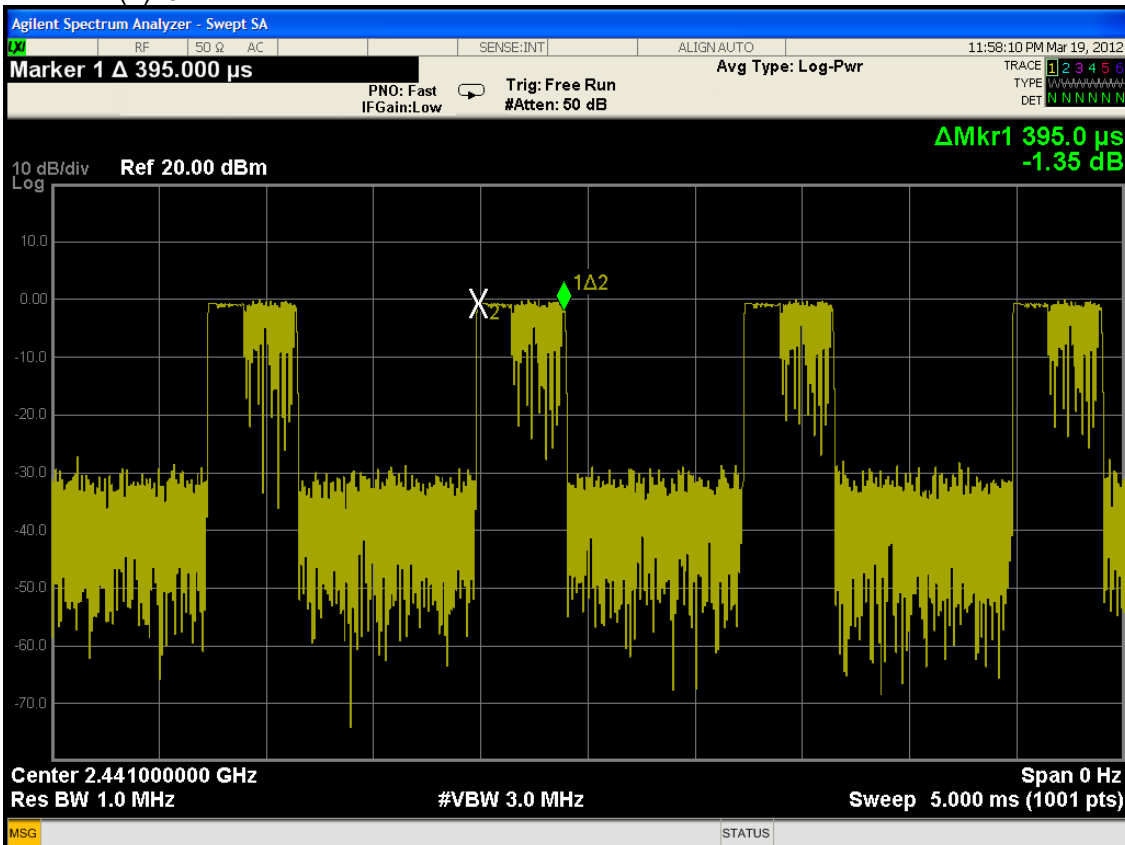 Agilent Spectrum Analyzer - Swept SA
LXI RF 50 Ω AC SENSE:INT ALIGN AUTO 11:58:10 PM Mar 19, 2012
Marker 1 Δ 395.000 µs
PNO: Fast
IFGain:Low
Trig: Free Run
#Atten: 50 dB
Avg Type: Log-Pwr
TRACE 1 2 3 4 5 6
TYPE
DET N N N N N N
ΔMkr1 395.0 µs
-1.35 dB
10 dB/div Ref 20.00 dBm
Log
10.0
0.00
-10.0
-20.0
-30.0
-40.0
-50.0
-60.0
-70.0
1Δ2
X2
Center 2.441000000 GHz Span 0 Hz
Res BW 1.0 MHz #VBW 3.0 MHz Sweep 5.000 ms (1001 pts)
MSG STATUS